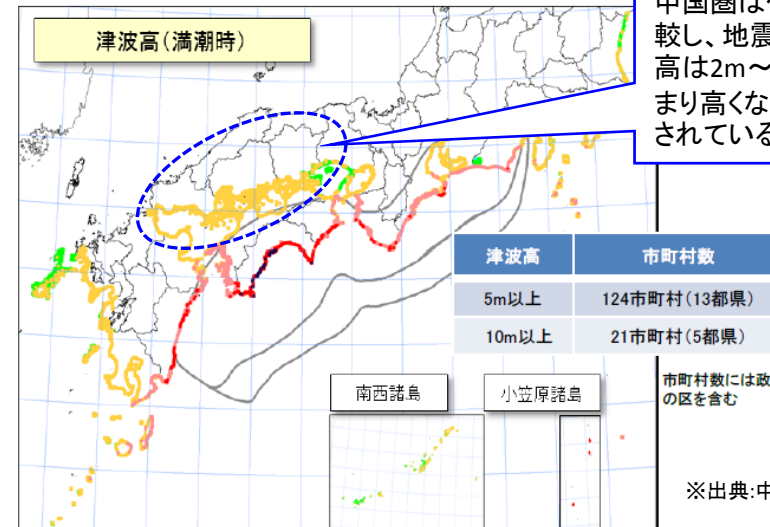 津波高(満潮時)
中国圏は
較し、地震
高は2m～
まり高くな
されている
津波高 市町村数
5m以上 124市町村(13都県)
10m以上 21市町村(5都県)
市町村数には政
の区を含む
南西諸島
小笠原諸島
※出典:中